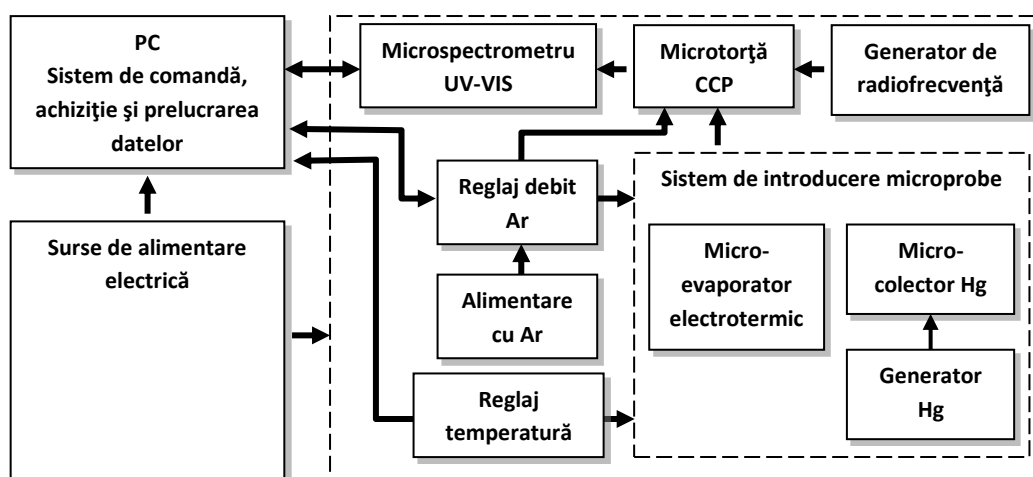 PC
Sistem de comandă,
achiziţie şi prelucrarea
datelor
Microspectrometru
UV-VIS
Microtorţă
CCP
Generator de
radiofrecvenţă
Reglaj debit
Ar
Sistem de introducere microprobe
Surse de alimentare
electrică
Micro-
evaporator
electrotermic
Micro-
colector Hg
Alimentare
cu Ar
Generator
Hg
Reglaj
temperatură